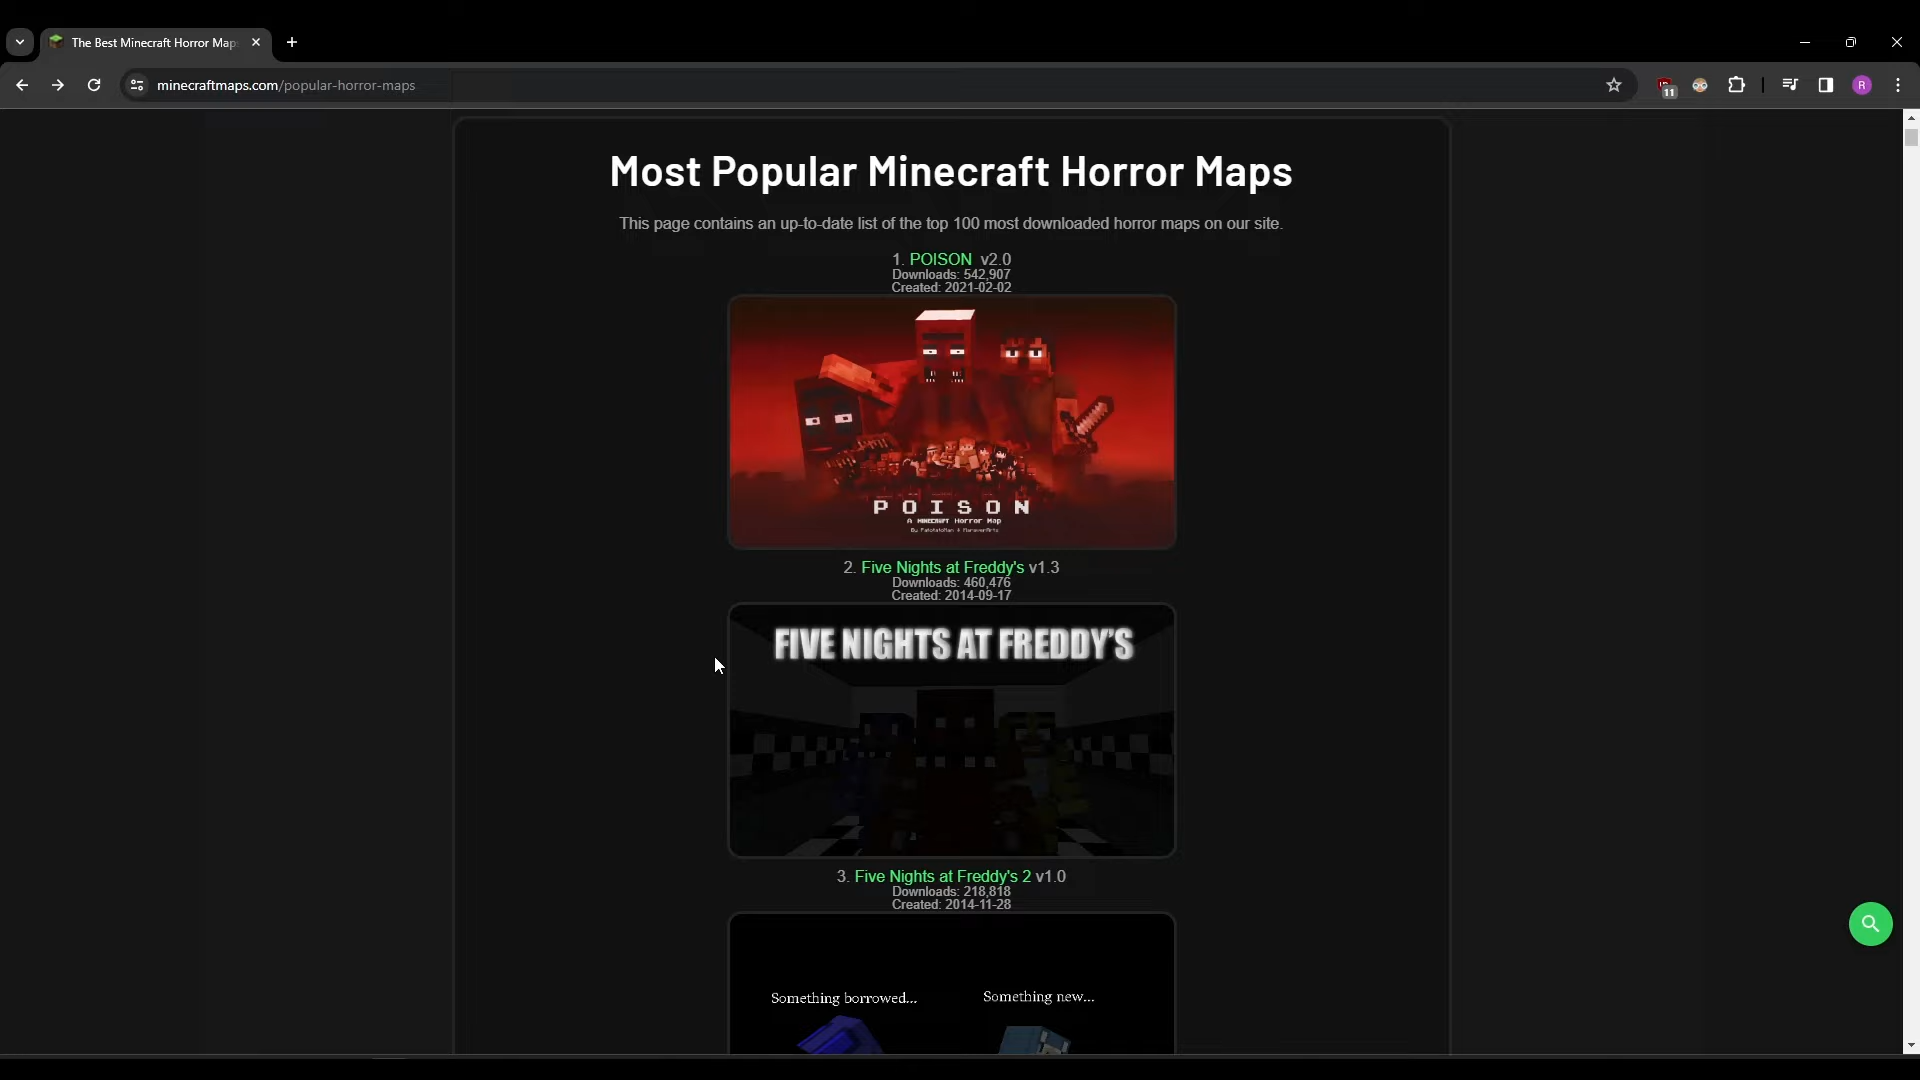 The Best Minecraft Horror Map
minecraftmaps.com/popular-horror-maps
11
R
Most Popular Minecraft Horror Maps
This page contains an up-to-date list of the top 100 most downloaded horror maps on our site.
1. POISON v2.0
Downloads: 542,907
Created: 2021-02-02
POISON
A MINECRAFT Horror Map
2. Five Nights at Freddy's v1.3
Downloads: 460,476
Created: 2014-09-17
FIVE NIGHTS AT FREDDY'S
3. Five Nights at Freddy's 2 v1.0
Downloads: 218,818
Created: 2014-11-28
Something borrowed...
Something new...